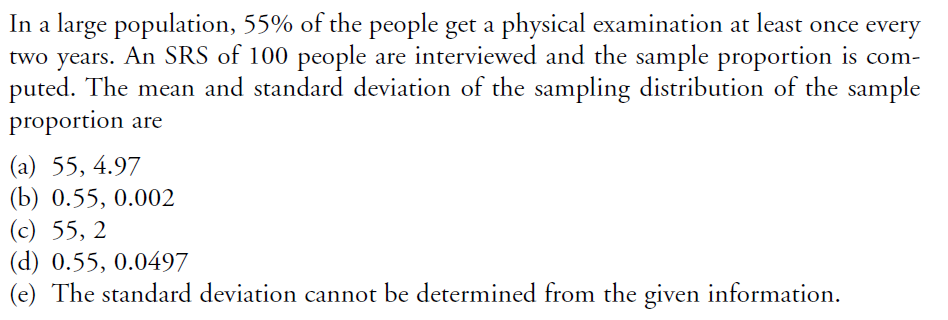 In a large population, 55% of the people get a physical examination at least once every
two years. An SRS of 100 people are interviewed and the sample proportion is com-
puted. The mean and standard deviation of the sampling distribution of the sample
proportion are
(a) 55, 4.97
(b) 0.55, 0.002
(c) 55, 2
(d) 0.55, 0.0497
(e) The standard deviation cannot be determined from the given information.